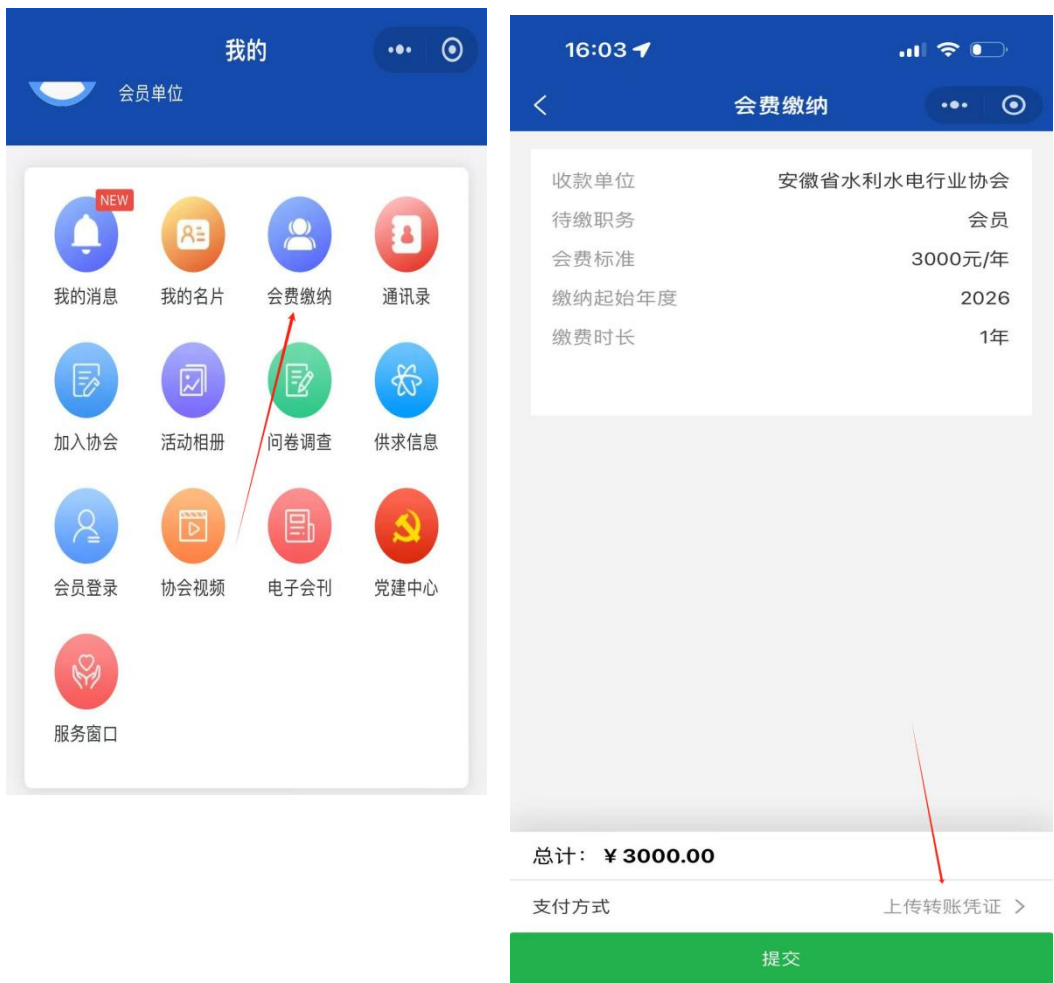 我的
会员单位
NEW
我的消息
我的名片
会费缴纳
通讯录
加入协会
活动相册
问卷调查
供求信息
会员登录
协会视频
电子会刊
党建中心
服务窗口
16:03
会费缴纳
收款单位 安徽省水利水电行业协会
待缴职务 会员
会费标准 3000元/年
缴纳起始年度 2026
缴费时长 1年
总计：￥3000.00
支付方式 上传转账凭证
提交